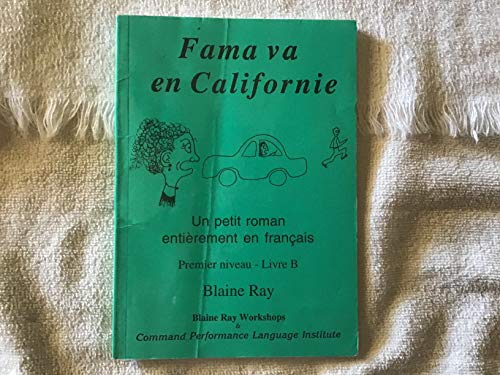 Fama va
en Californie
Un petit roman
entièrement en français
Premier niveau - Livre B
Blaine Ray
Blaine Ray Workshops
&
Command Performance Language Institute